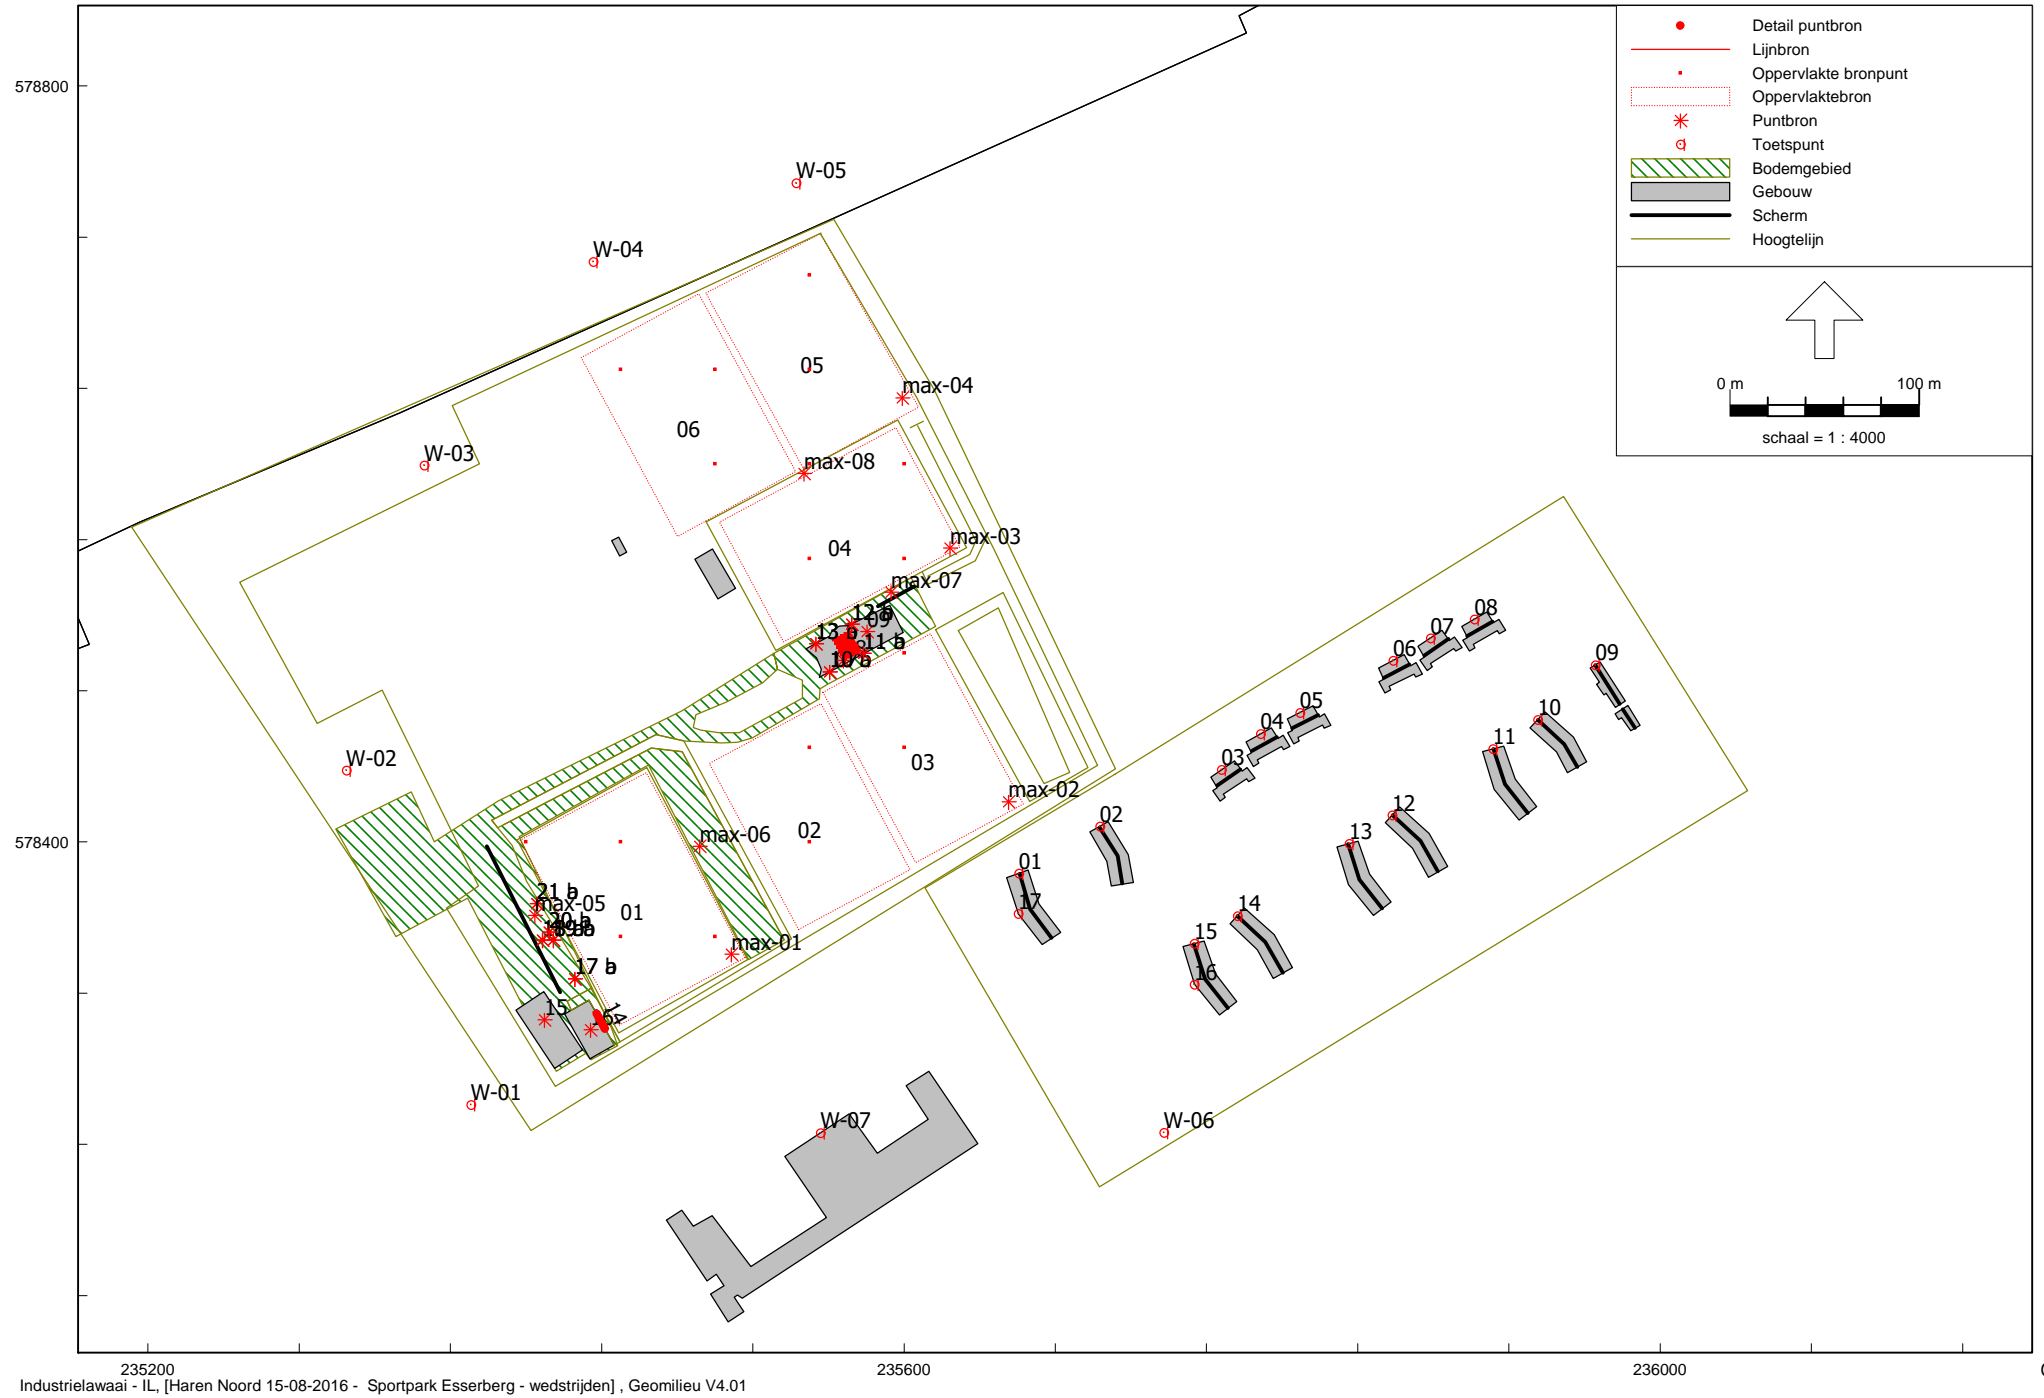 Detail puntbron
Lijnbron
Oppervlakte bronpunt
Oppervlaktebron
Puntbron
Toetspunt
Bodemgebied
Gebouw
Scherm
Hoogtelijn
0 m 100 m
schaal = 1 : 4000
578800
W-05
W-04
05
max-04
06
W-03
max-08
04
max-03
max-07
09
13 b
11 b
10 b
08
07
06
09
05
04
10
11
03
W-02
03
max-02
02
02
12
max-06
13
578400
01
17
21 b
max-05
01
14
15
max-01
16
17 b
15
16
14
W-01
W-07
W-06
235200
235600
236000
Industrielawaai - IL, [Haren Noord 15-08-2016 - Sportpark Esserberg - wedstrijden] , Geomilieu V4.01